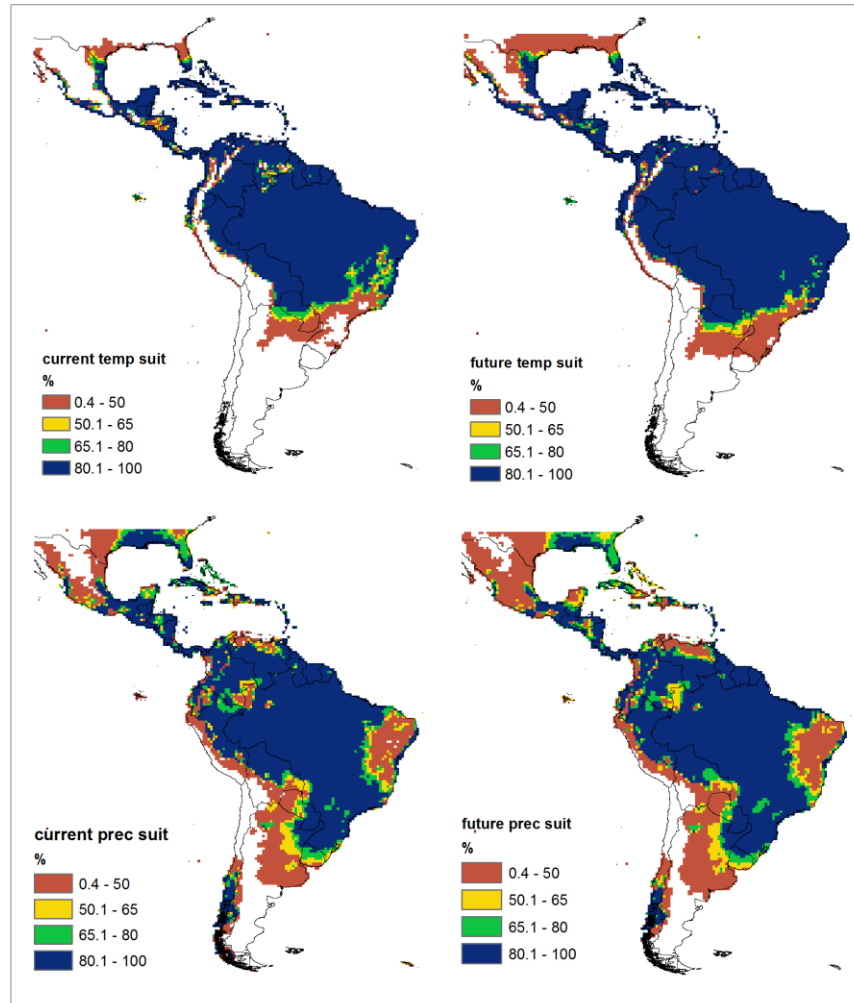 current temp suit
%
0.4 - 50
50.1 - 65
65.1 - 80
80.1 - 100
future temp suit
%
0.4 - 50
50.1 - 65
65.1 - 80
80.1 - 100
current prec suit
%
0.4 - 50
50.1 - 65
65.1 - 80
80.1 - 100
future prec suit
%
0.4 - 50
50.1 - 65
65.1 - 80
80.1 - 100